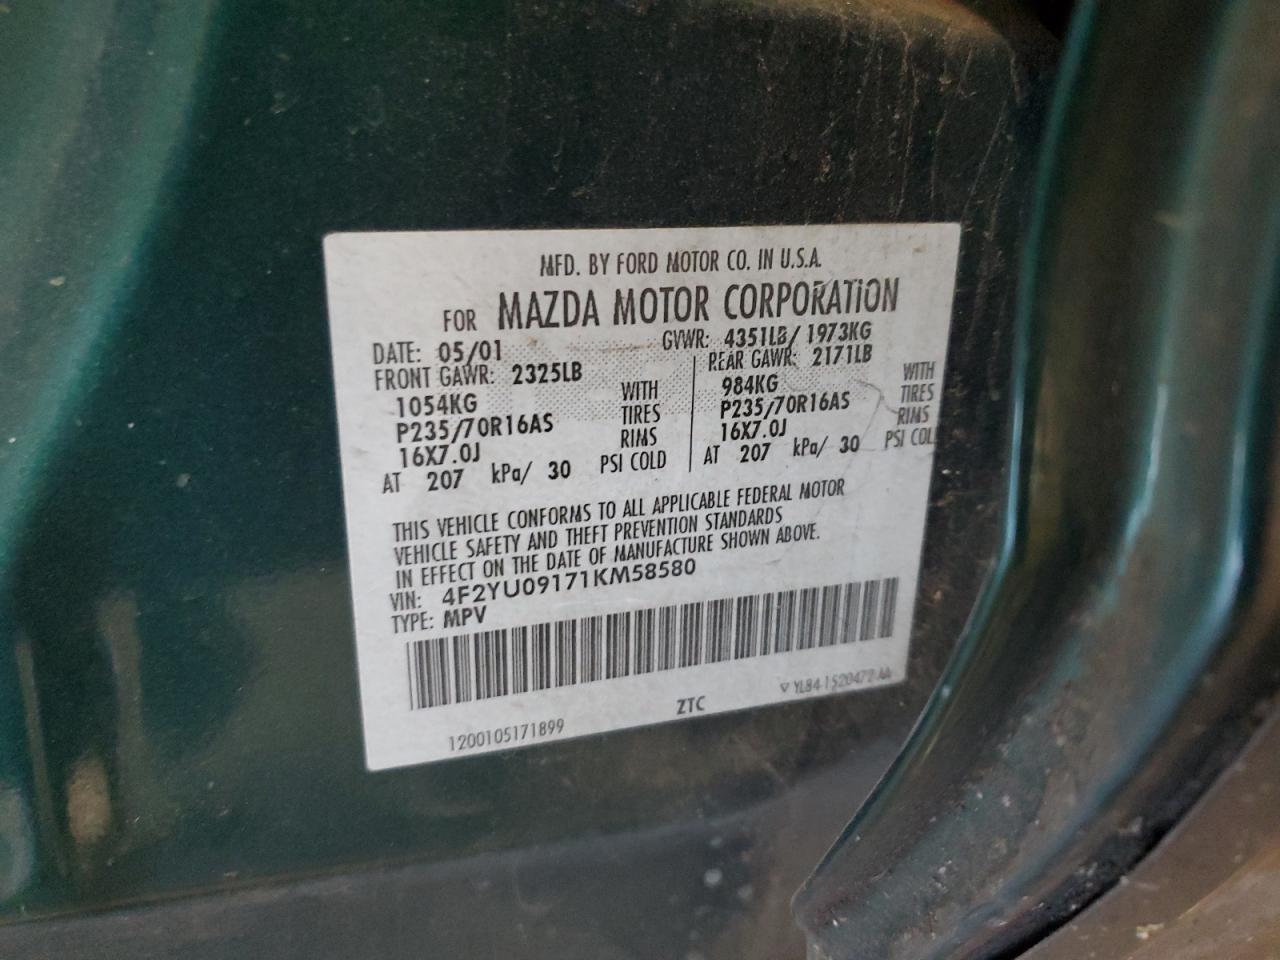 MFD. BY FORD MOTOR CO. IN U.S.A.
FOR MAZDA MOTOR CORPORATION
DATE: 05/01 GVWR: 4351LB/ 1973KG
FRONT GAWR: 2325LB REAR GAWR: 2171LB
1054KG WITH 984KG WITH
P235/70R16AS TIRES P235/70R16AS TIRES
16X7.0J RIMS 16X7.0J RIMS
AT 207 kPa/ 30 PSI COLD AT 207 kPa/ 30 PSI COL
THIS VEHICLE CONFORMS TO ALL APPLICABLE FEDERAL MOTOR
VEHICLE SAFETY AND THEFT PREVENTION STANDARDS
IN EFFECT ON THE DATE OF MANUFACTURE SHOWN ABOVE.
VIN: 4F2YU09171KM58580
TYPE: MPV
1200105171899 ZTC YL84-1520472-AA